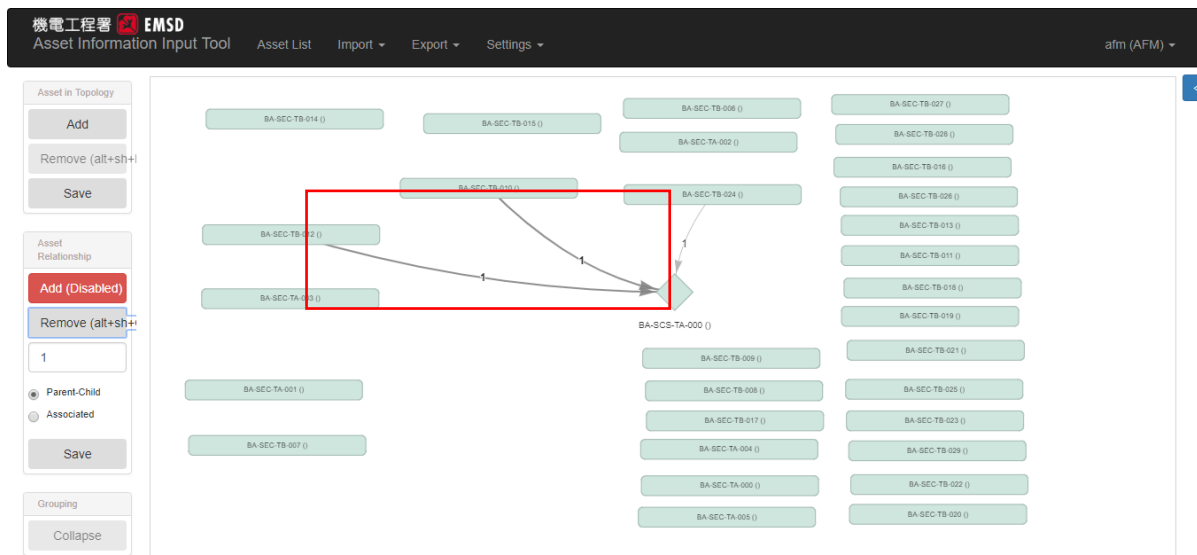 機電工程署 EMSD
Asset Information Input Tool
Asset List
Import
Export
Settings
afm (AFM)
Asset in Topology
Add
Remove (alt+sh+
Save
Asset
Relationship
Add (Disabled)
Remove (alt+sh+
1
Parent-Child
Associated
Save
Grouping
Collapse
BA-SEC-TB-014 ()
BA-SEC-TB-015 ()
BA-SEC-TB-006 ()
BA-SEC-TA-002 ()
BA-SEC-TB-010 ()
BA-SEC-TB-024 ()
BA-SEC-TB-012 ()
1
1
1
BA-SEC-TA-003 ()
BA-SCS-TA-000 ()
BA-SEC-TA-001 ()
BA-SEC-TB-007 ()
BA-SEC-TB-009 ()
BA-SEC-TB-008 ()
BA-SEC-TB-017 ()
BA-SEC-TA-004 ()
BA-SEC-TA-000 ()
BA-SEC-TA-005 ()
BA-SEC-TB-027 ()
BA-SEC-TB-028 ()
BA-SEC-TB-016 ()
BA-SEC-TB-026 ()
BA-SEC-TB-013 ()
BA-SEC-TB-011 ()
BA-SEC-TB-018 ()
BA-SEC-TB-019 ()
BA-SEC-TB-021 ()
BA-SEC-TB-025 ()
BA-SEC-TB-023 ()
BA-SEC-TB-029 ()
BA-SEC-TB-022 ()
BA-SEC-TB-020 ()